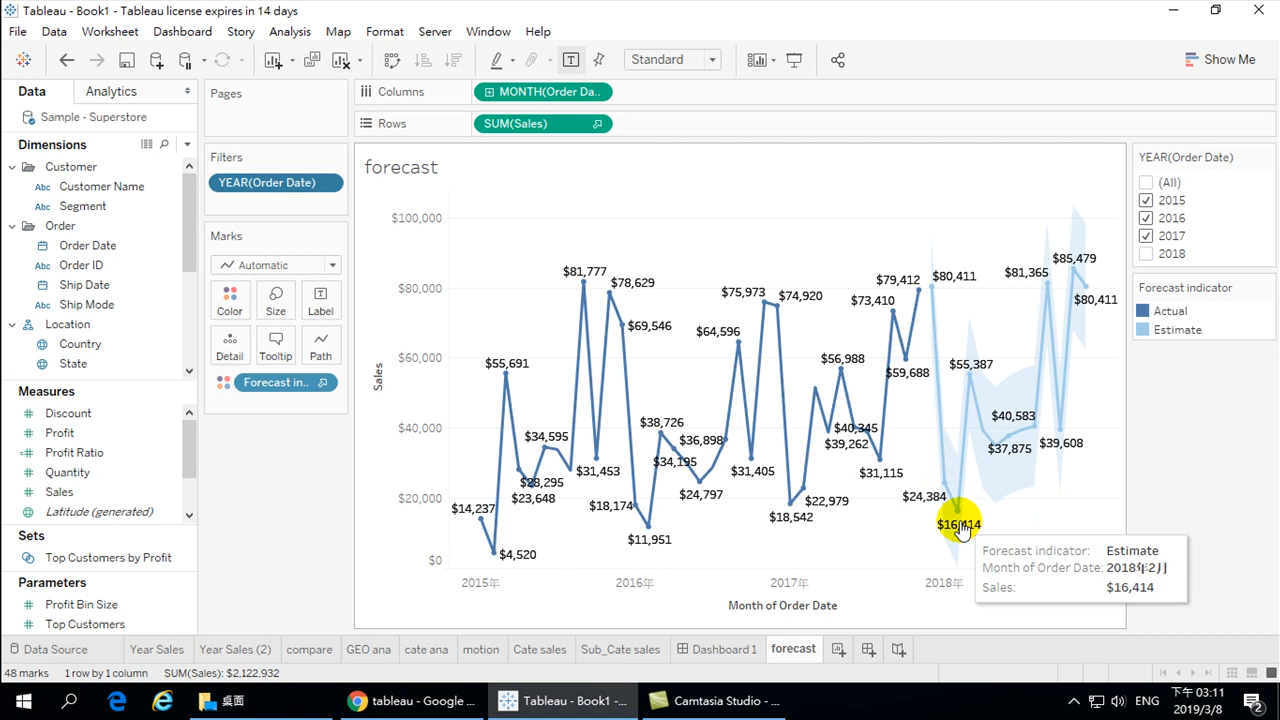 Tableau - Book1 - Tableau license expires in 14 days
File Data Worksheet Dashboard Story Analysis Map Format Server Window Help
Standard
Show Me
Data Analytics
Sample - Superstore
Dimensions
Customer
Abc Customer Name
Abc Segment
Order
Order Date
Abc Order ID
Ship Date
Abc Ship Mode
Location
Country
State
Measures
Discount
Profit
Profit Ratio
Quantity
Sales
Latitude (generated)
Sets
Top Customers by Profit
Parameters
Profit Bin Size
Top Customers
Pages
Filters
YEAR(Order Date)
Marks
Automatic
Color Size Label
Detail Tooltip Path
Forecast in..
Columns MONTH(Order Da..
Rows SUM(Sales)
forecast
$100,000
$80,000
$60,000
$40,000
$20,000
$0
Sales
$14,237
$4,520
$55,691
$28,295
$23,648
$34,595
$81,777
$31,453
$78,629
$69,546
$18,174
$11,951
$38,726
$34,195
$36,898
$24,797
$64,596
$31,405
$75,973
$74,920
$18,542
$22,979
$56,988
$40,345
$39,262
$31,115
$73,410
$59,688
$79,412
$80,411
$24,384
$16,414
$55,387
$37,875
$40,583
$81,365
$39,608
$85,479
$80,411
2015年 2016年 2017年 2018年
Month of Order Date
Forecast indicator: Estimate
Month of Order Date: 2018年2月
Sales: $16,414
YEAR(Order Date)
(All)
2015
2016
2017
2018
Forecast indicator
Actual
Estimate
Data Source Year Sales Year Sales (2) compare GEO ana cate ana motion Cate sales Sub_Cate sales Dashboard 1 forecast
48 marks 1 row by 1 column SUM(Sales): $2,122,932
桌面 tableau - Google ... Tableau - Book1 -... Camtasia Studio - ... ENG
下午 03:11
2019/3/8
2